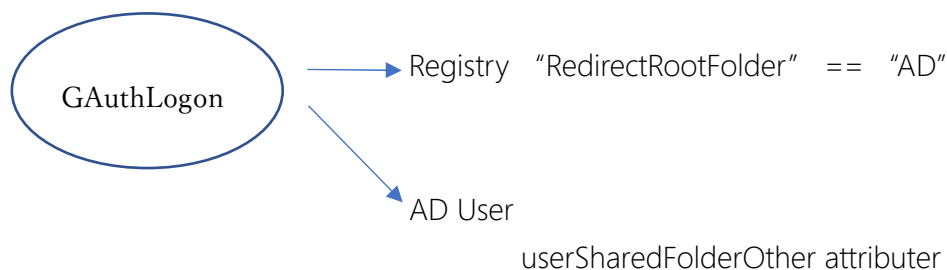 Registry “RedirectRootFolder” == “AD”
GAuthLogon
AD User
userSharedFolderOther attributer